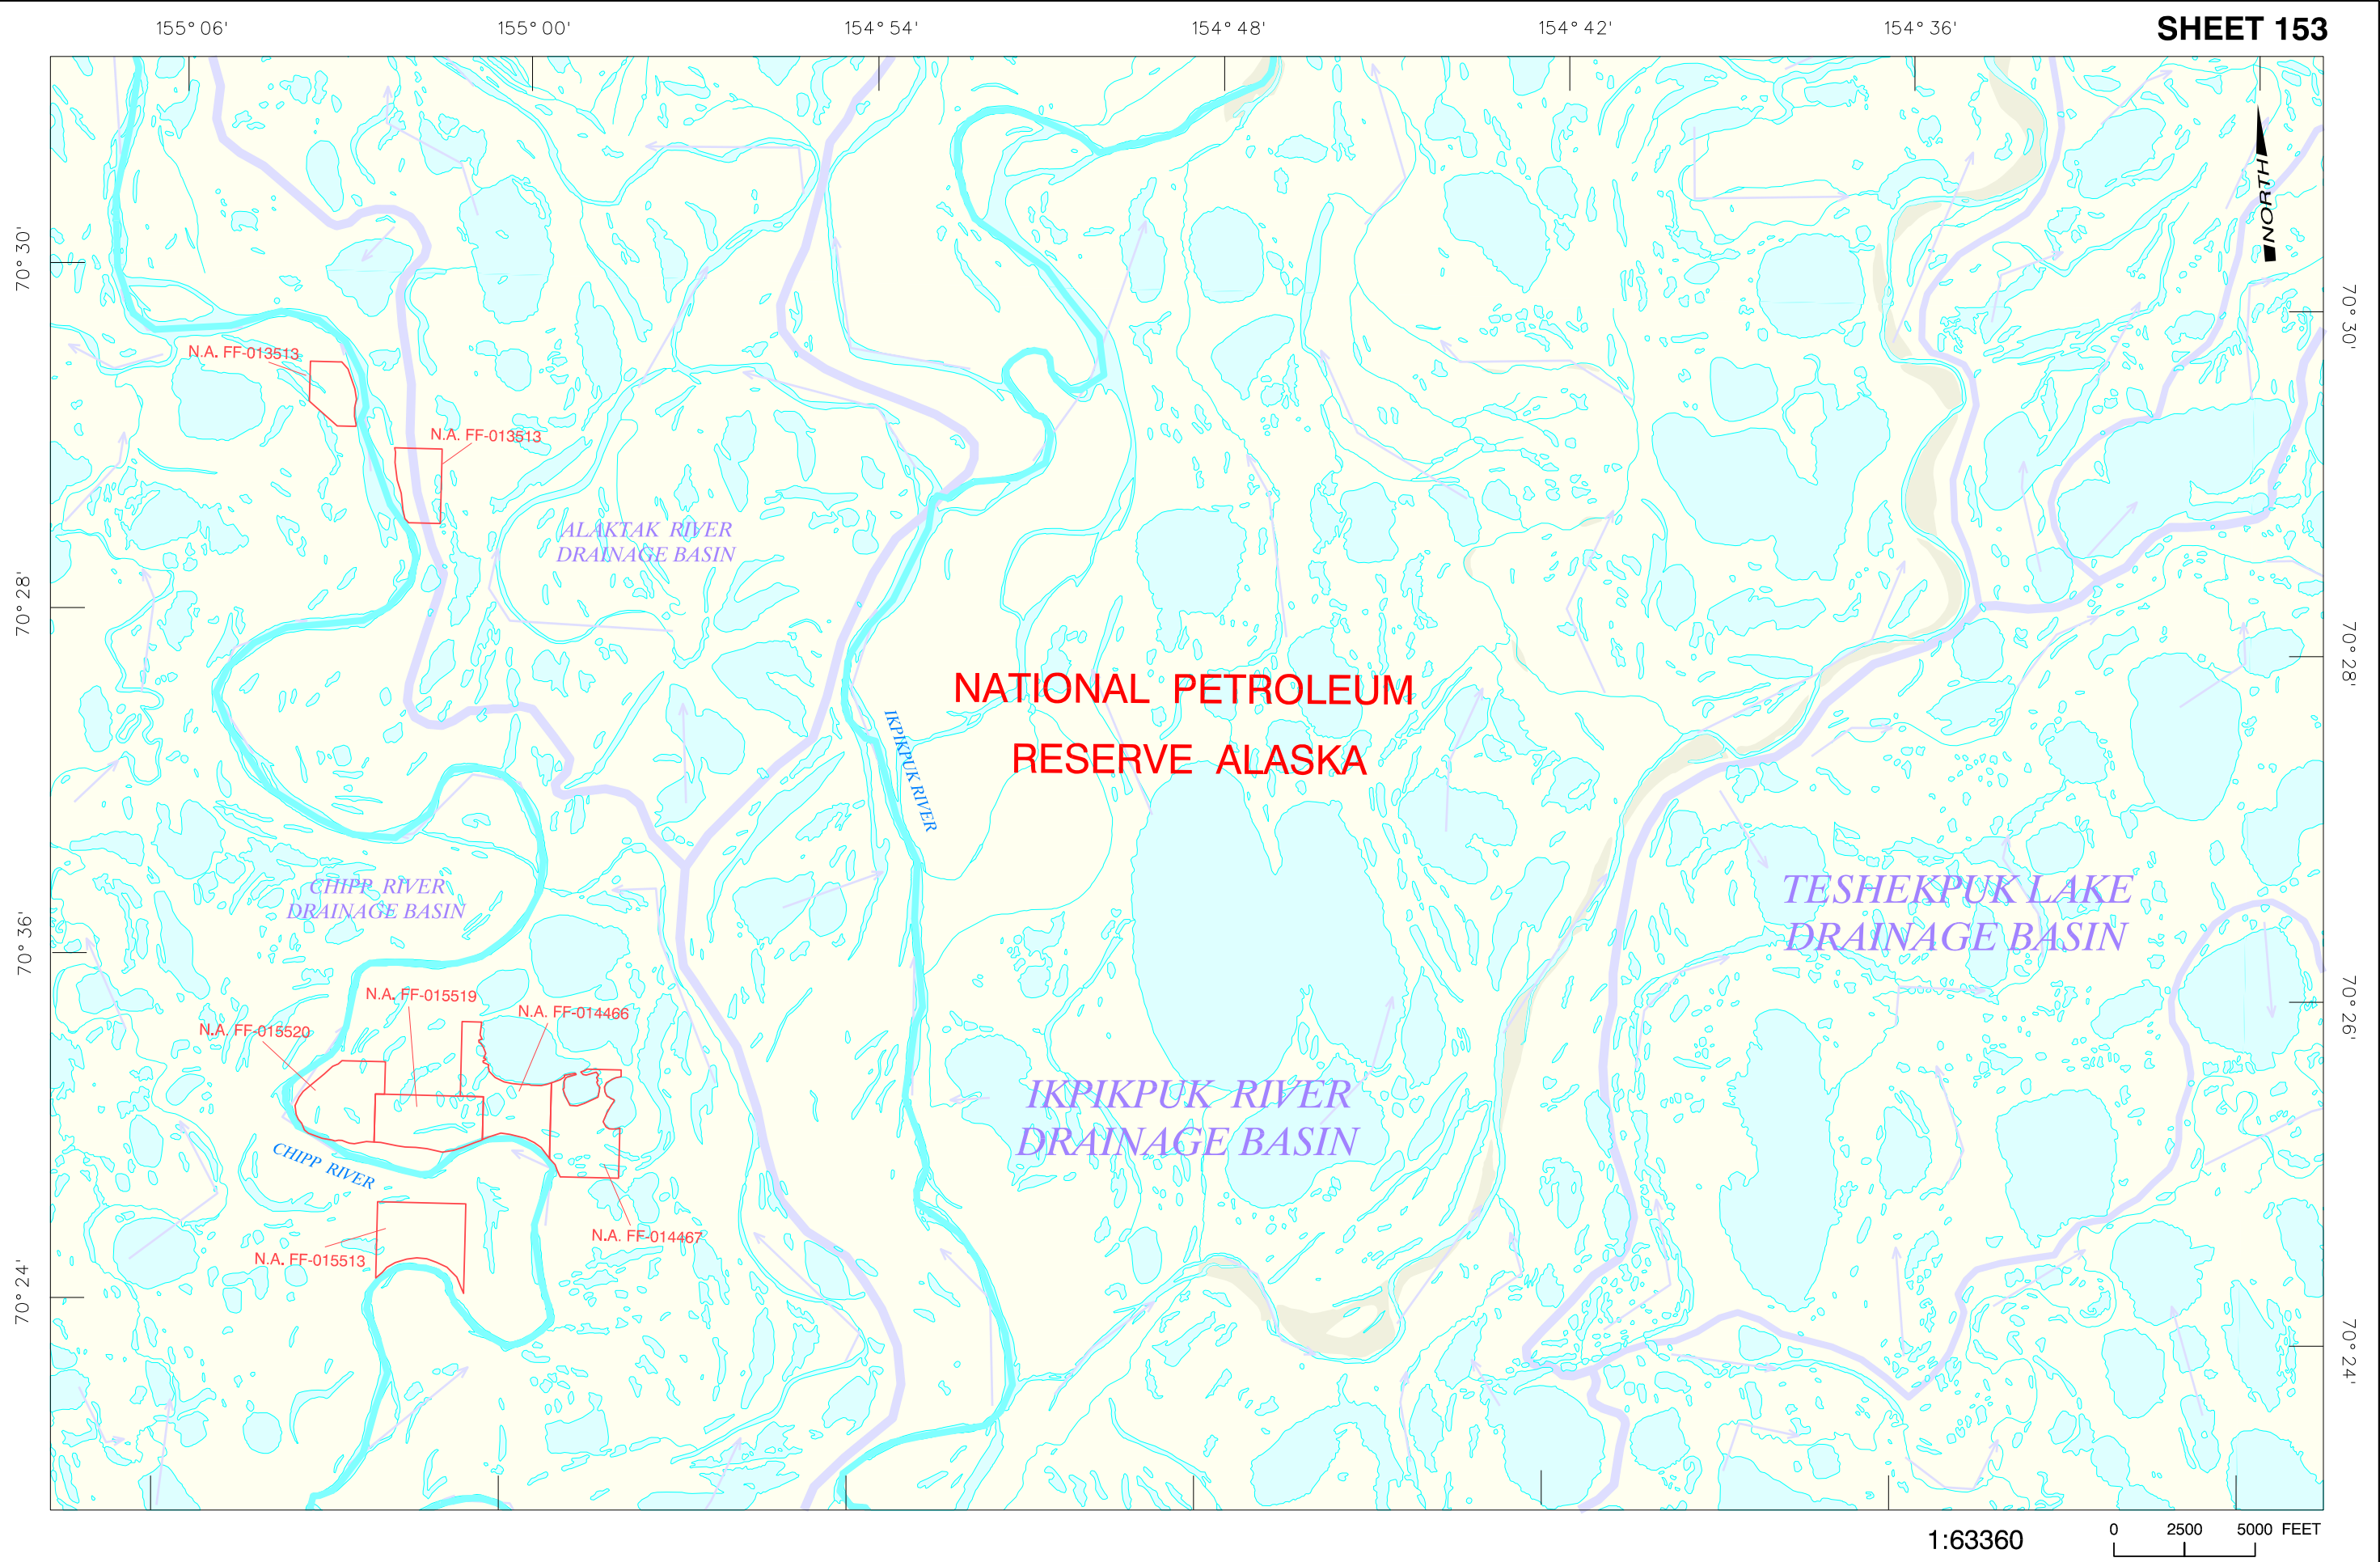 155° 06'
155° 00'
154° 54'
154° 48'
154° 42'
154° 36'
SHEET 153
NORTH
70° 30'
70° 30'
N.A. FF-013513
N.A. FF-013513
ALAKTAK RIVER
DRAINAGE BASIN
70° 28'
70° 28'
NATIONAL PETROLEUM
RESERVE ALASKA
IKPIKPUK RIVER
CHIPP RIVER
DRAINAGE BASIN
TESHEKPUK LAKE
DRAINAGE BASIN
70° 36'
70° 26'
N.A. FF-015519
N.A. FF-014466
N.A. FF-015520
IKPIKPUK RIVER
DRAINAGE BASIN
CHIPP RIVER
N.A. FF-014467
N.A. FF-015513
70° 24'
70° 24'
1:63360
0 2500 5000 FEET